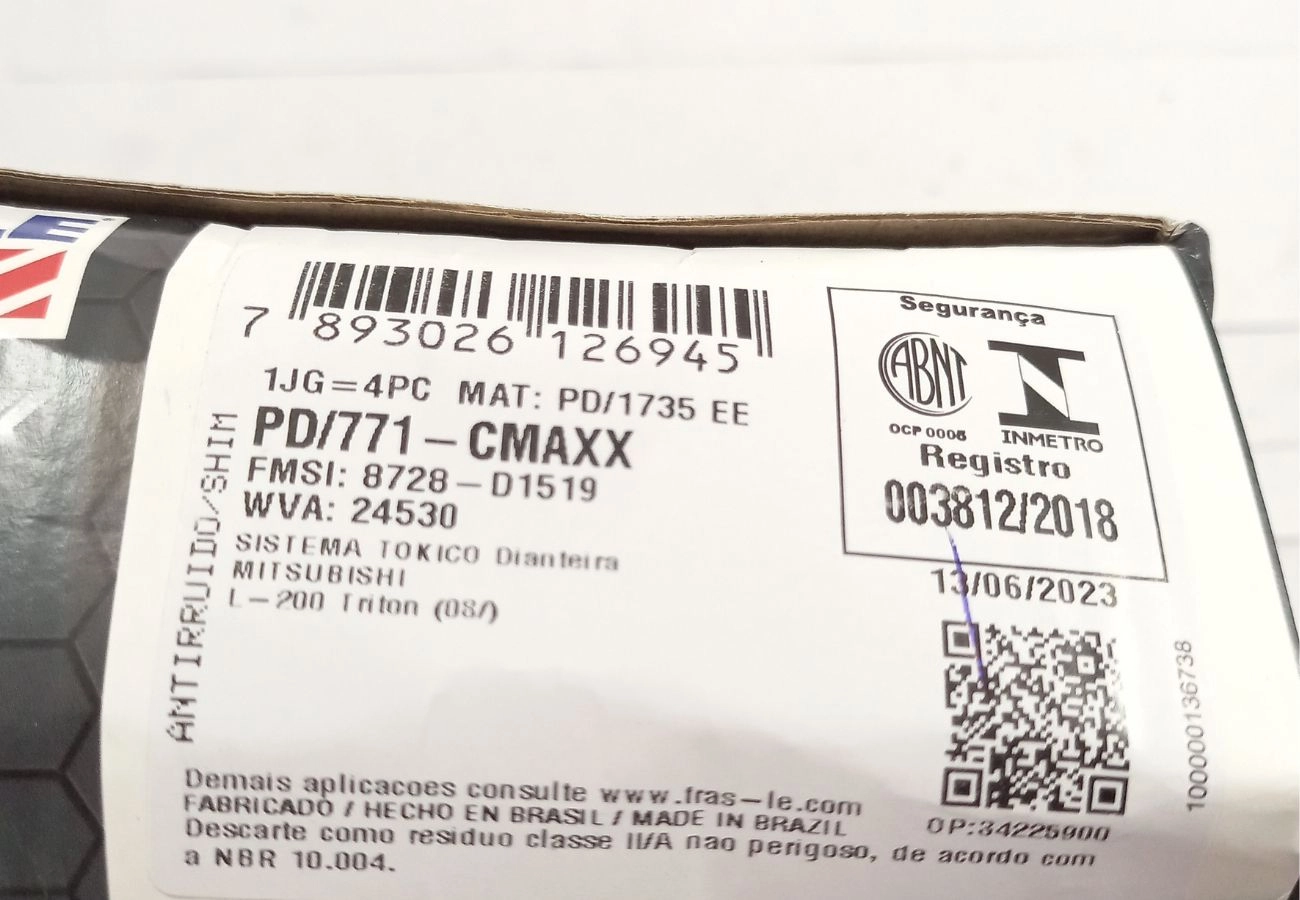 LE
7 893026 126945
1JG=4PC MAT: PD/1735 EE
PD/771-CMAXX
FMSI: 8728-D1519
WVA: 24530
SISTEMA TOKICO Dianteira
MITSUBISHI
L-200 Triton (08/)
ANTIRRUIDO/SHIM
Segurança
ABNT
OCP 0005
INMETRO
Registro
003812/2018
13/06/2023
100000136738
OP:34225900
Demais aplicacoes consulte www.fras-le.com
FABRICADO / HECHO EN BRASIL / MADE IN BRAZIL
Descarte como residuo classe II/A nao perigoso, de acordo com
a NBR 10.004.